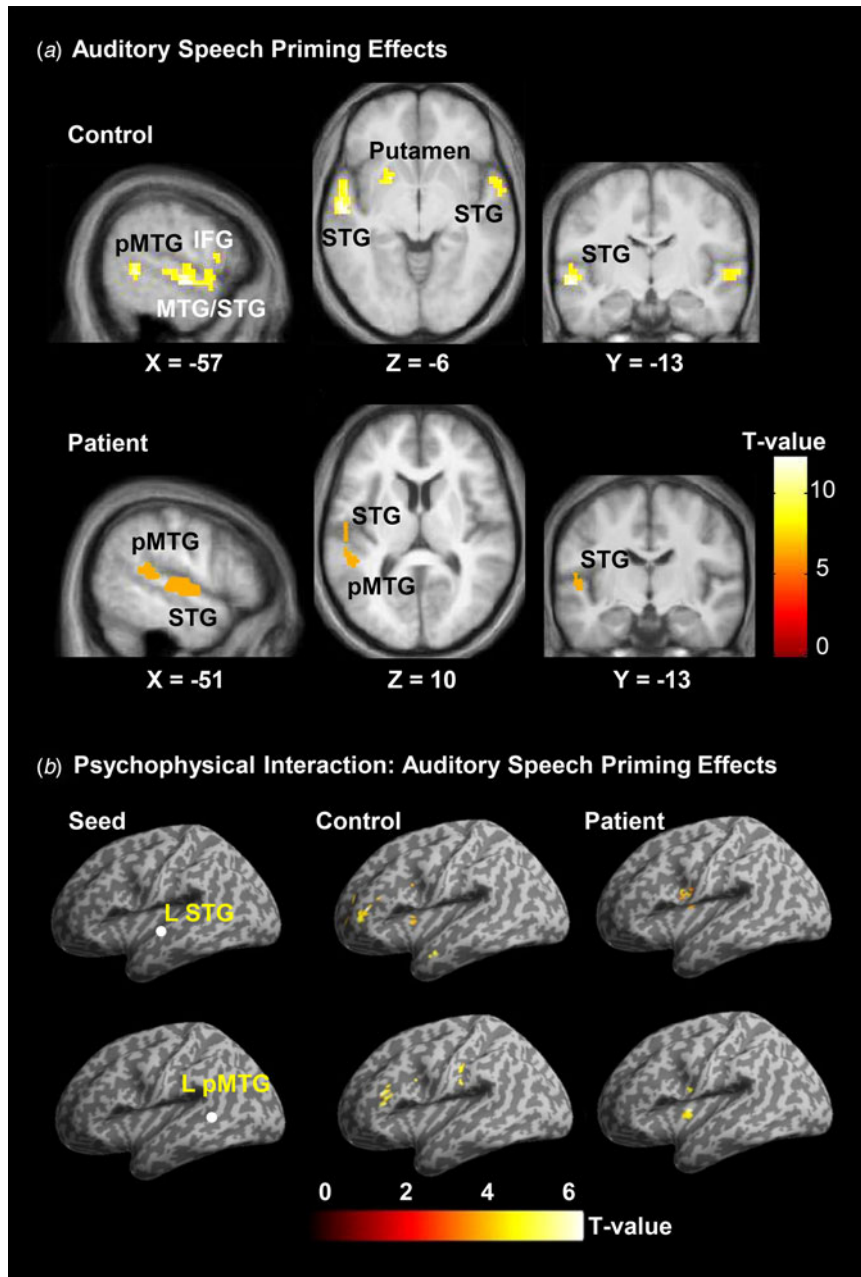 (a) Auditory Speech Priming Effects
Control
Putamen
pMTG
IFG
MTG/STG
STG
STG
STG
X = -57
Z = -6
Y = -13
Patient
T-value
10
5
0
pMTG
STG
STG
pMTG
STG
X = -51
Z = 10
Y = -13
(b) Psychophysical Interaction: Auditory Speech Priming Effects
Seed
Control
Patient
L STG
L pMTG
0 2 4 6
T-value